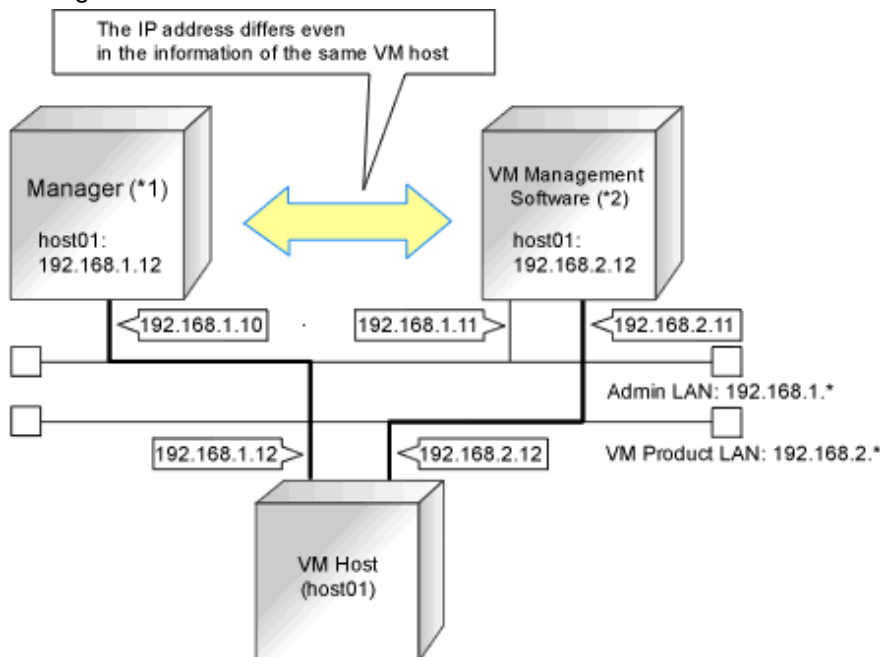 The IP address differs even
in the information of the same VM host
Manager (*1)
host01:
192.168.1.12
VM Management
Software (*2)
host01:
192.168.2.12
192.168.1.10
192.168.1.11
192.168.2.11
Admin LAN: 192.168.1.*
192.168.1.12
192.168.2.12
VM Product LAN: 192.168.2.*
VM Host
(host01)